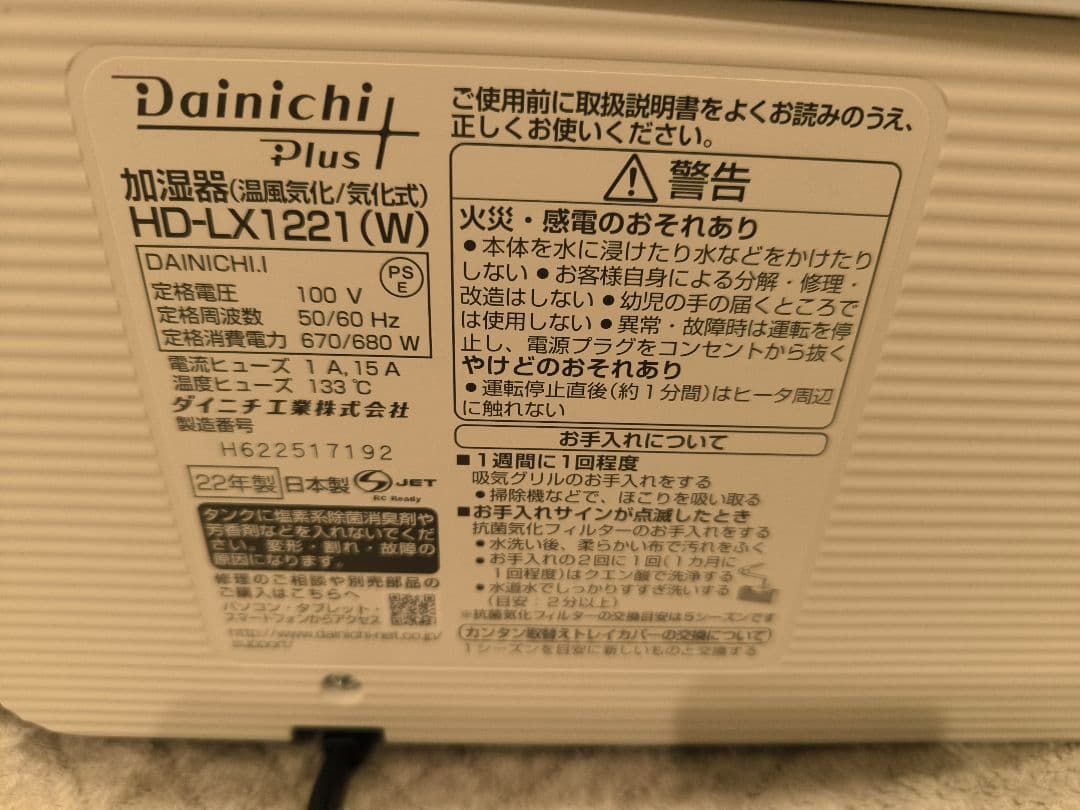 Dainichi
Plus
加湿器(温風気化/気化式)
HD-LX1221(W)
DAINICHI.I
PS
E
定格電圧 100 V
定格周波数 50/60 Hz
定格消費電力 670/680 W
電流ヒューズ 1 A, 15 A
温度ヒューズ 133 ℃
ダイニチ工業株式会社
製造番号
H622517192
22年製 日本製 JET
RC Ready
タンクに塩素系除菌消臭剤や
芳香剤などを入れないでくだ
さい。変形・割れ・故障の
原因になります。
修理のご相談や別売部品の
ご購入はこちらへ
パソコン・タブレット・
スマートフォンからアクセス
http://www.dainichi-net.co.jp/
support/
ご使用前に取扱説明書をよくお読みのうえ、
正しくお使いください。
警告
火災・感電のおそれあり
●本体を水に浸けたり水などをかけたり
しない ●お客様自身による分解・修理・
改造はしない ●幼児の手の届くところで
は使用しない ●異常・故障時は運転を停
止し、電源プラグをコンセントから抜く
やけどのおそれあり
●運転停止直後(約1分間)はヒータ周辺
に触れない
お手入れについて
■1週間に1回程度
吸気グリルのお手入れをする
●掃除機などで、ほこりを吸い取る
■お手入れサインが点滅したとき
抗菌気化フィルターのお手入れをする
●水洗い後、柔らかい布で汚れをふく
●お手入れの2回に1回(1カ月に
1回程度)はクエン酸で洗浄する
●水道水でしっかりすすぎ洗いする
(目安:2分以上)
※抗菌気化フィルターの交換目安は5シーズンです
カンタン取替えトレイカバーの交換について
1シーズンを目安に新しいものと交換する